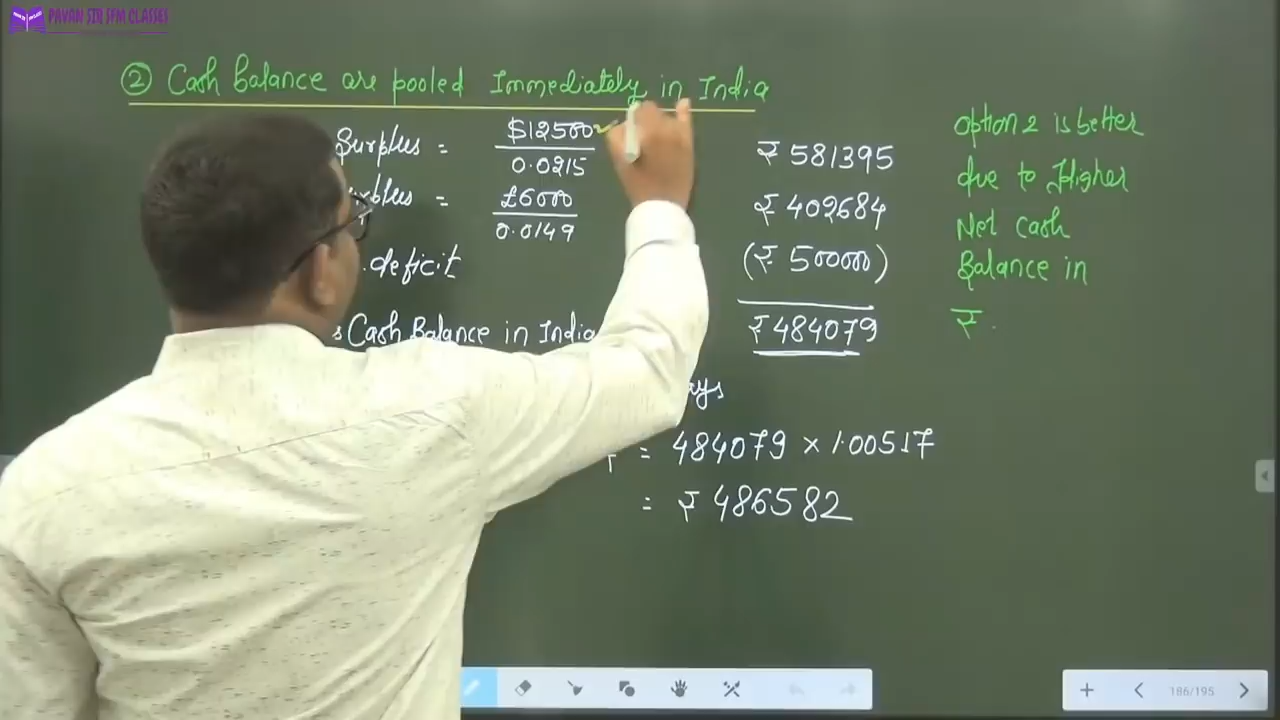 PAVAN SIR SFM CLASSES
② Cash Balance are pooled Immediately in India
Surplus = $12500 / 0.0215 ₹ 581395
= £6000 / 0.0149 ₹ 402684
deficit (₹ 500000)
Cash Balance in India ₹ 484079
= 484079 × 1.00517
= ₹ 486582
option 2 is better
due to Higher
Net cash
Balance in
₹.
186/195